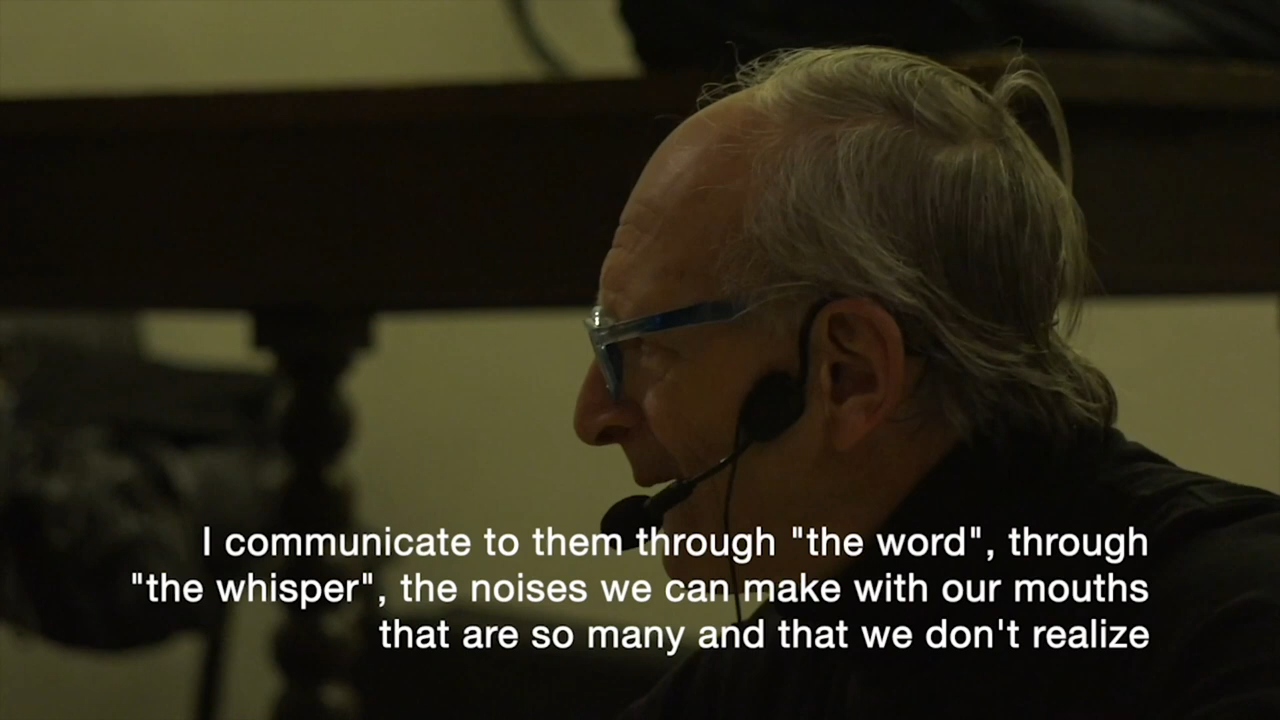 I communicate to them through "the word", through
"the whisper", the noises we can make with our mouths
that are so many and that we don't realize